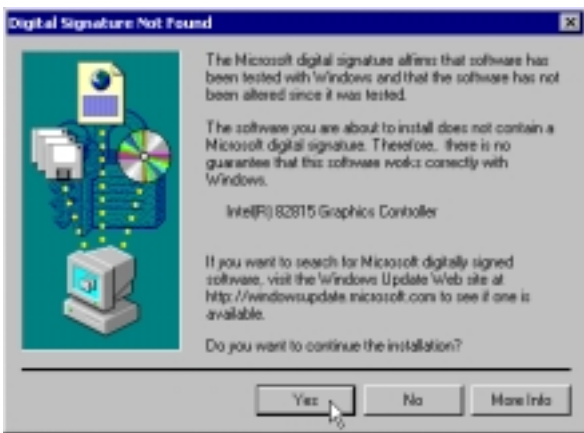 Digital Signature Not Found
The Microsoft digital signature affirms that software has
been tested with Windows and that the software has not
been altered since it was tested.
The software you are about to install does not contain a
Microsoft digital signature. Therefore, there is no
guarantee that this software works correctly with
Windows.
Intel(R) 82815 Graphics Controller
If you want to search for Microsoft digitally signed
software, visit the Windows Update Web site at
http://windowsupdate.microsoft.com to see if one is
available.
Do you want to continue the installation?
Yes
No
More Info